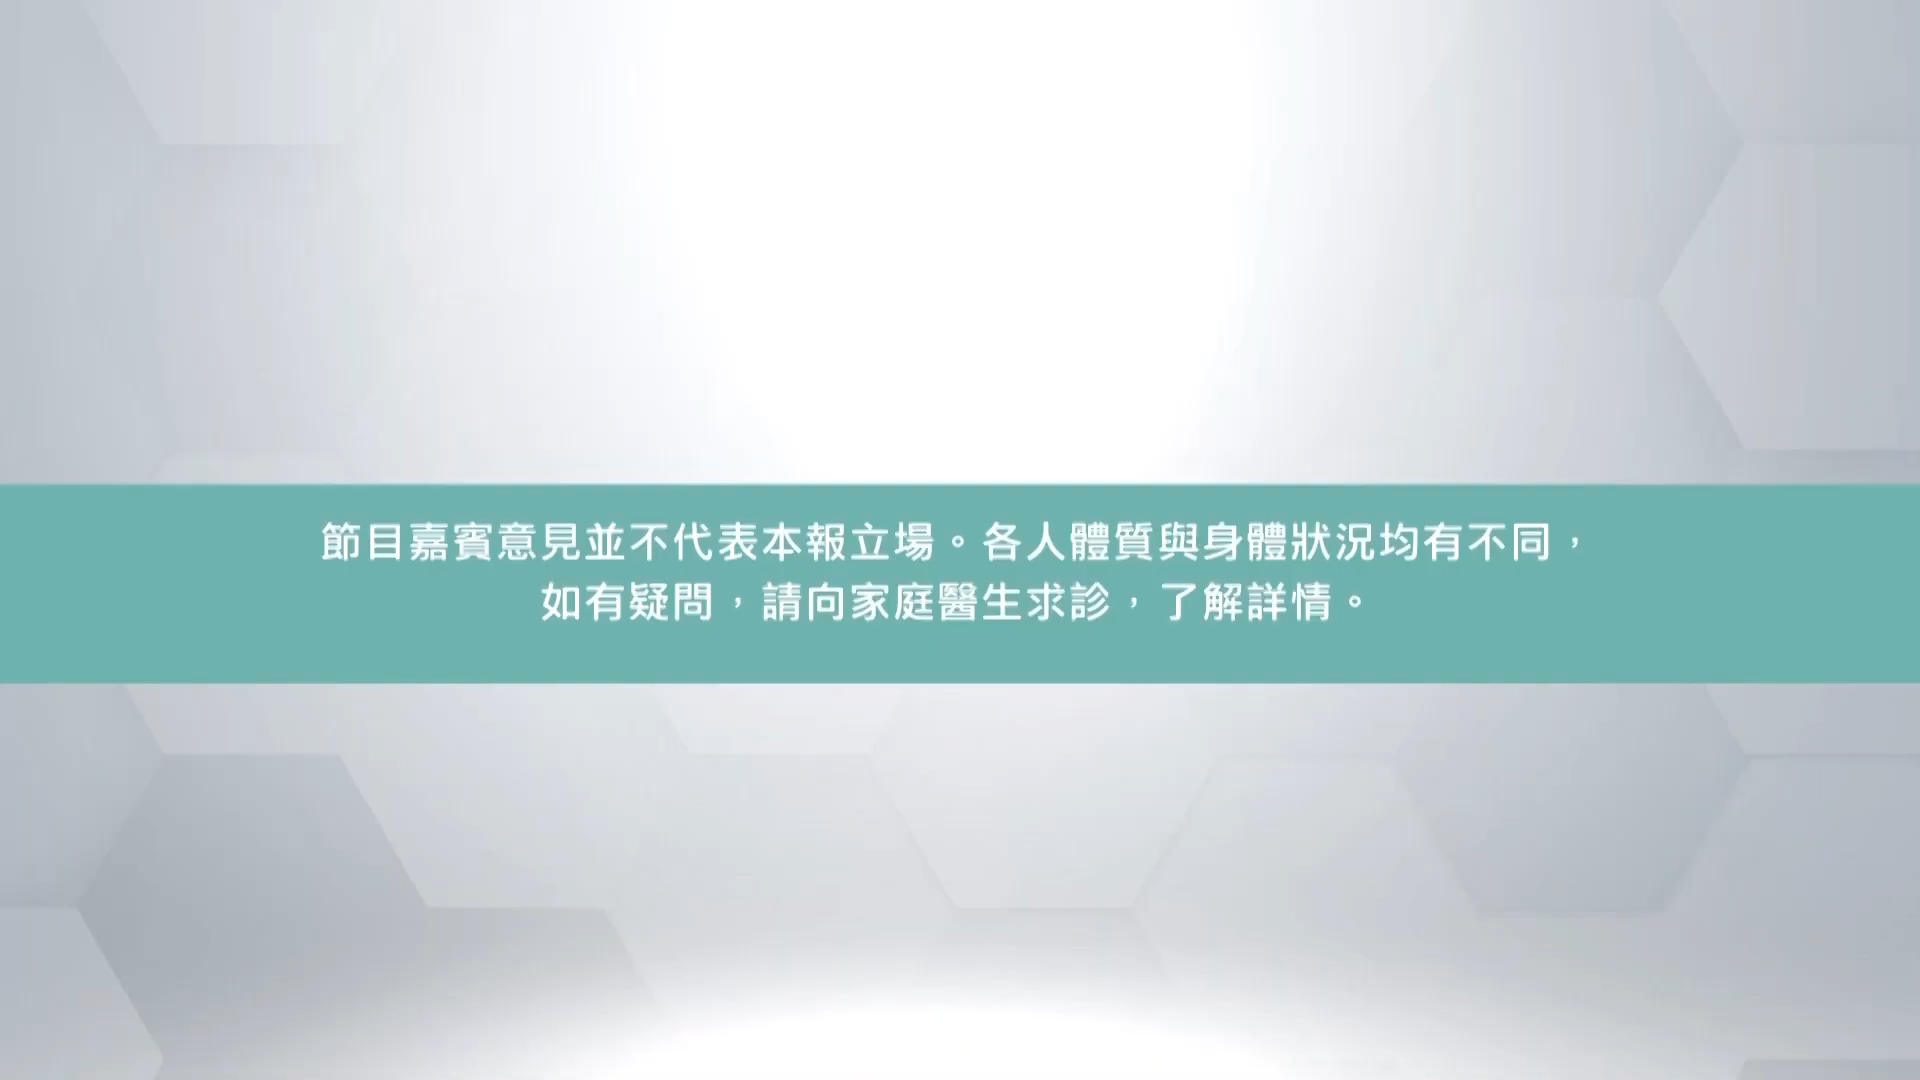 節目嘉賓意見並不代表本報立場。各人體質與身體狀況均有不同，
如有疑問，請向家庭醫生求診，了解詳情。